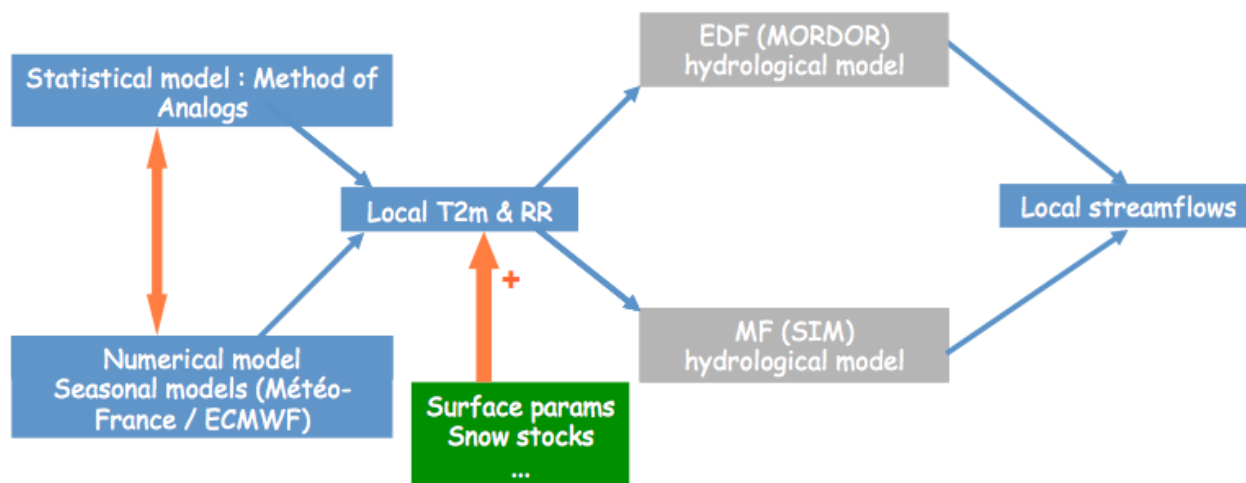 Statistical model : Method of
Analogs
Numerical model
Seasonal models (Météo-
France / ECMWF)
Local T2m & RR
+
Surface params
Snow stocks
...
EDF (MORDOR)
hydrological model
MF (SIM)
hydrological model
Local streamflows